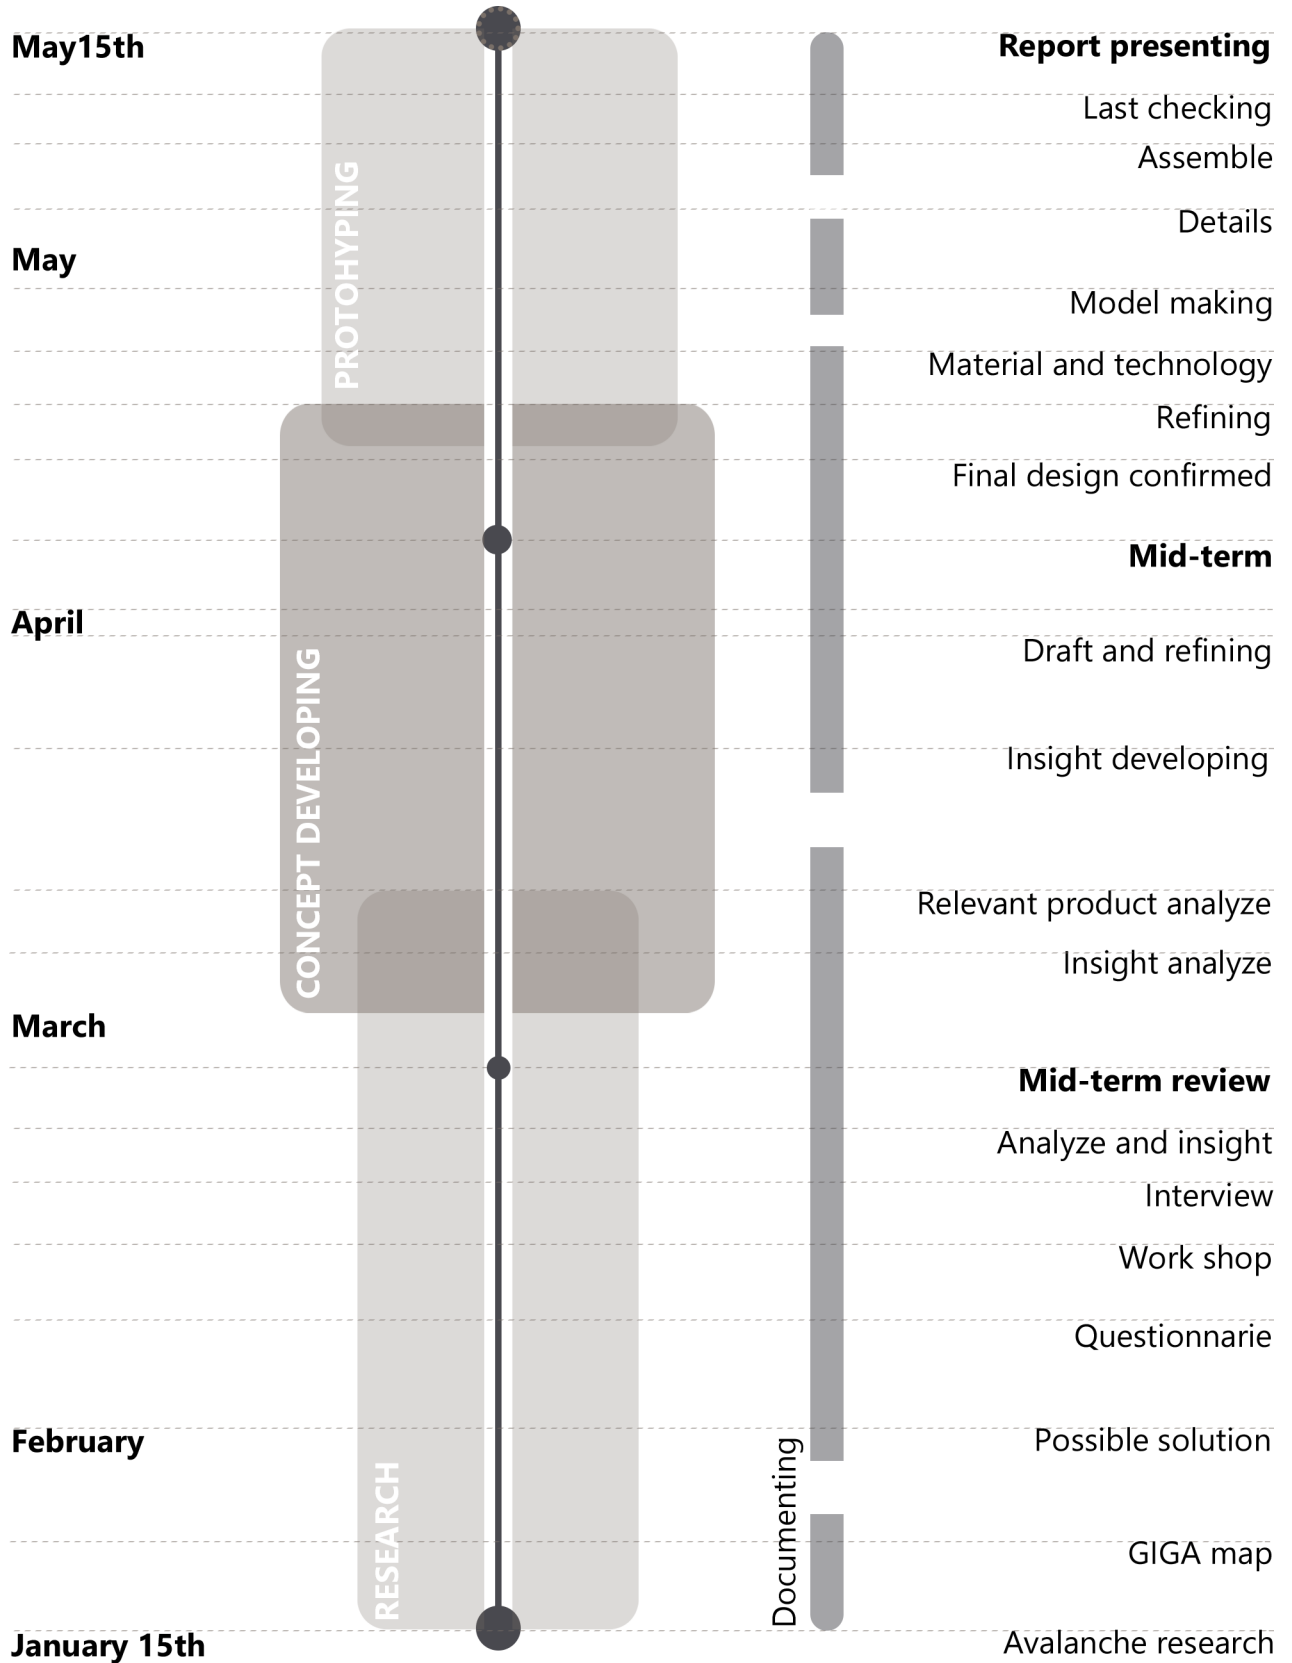 May15th
Report presenting
Last checking
Assemble
Details
PROTOHYPING
May
Model making
Material and technology
Refining
Final design confirmed
Mid-term
April
Draft and refining
CONCEPT DEVELOPING
Insight developing
Relevant product analyze
Insight analyze
March
Mid-term review
Analyze and insight
Interview
Work shop
Questionnarie
February
Possible solution
RESEARCH
Documenting
GIGA map
January 15th
Avalanche research